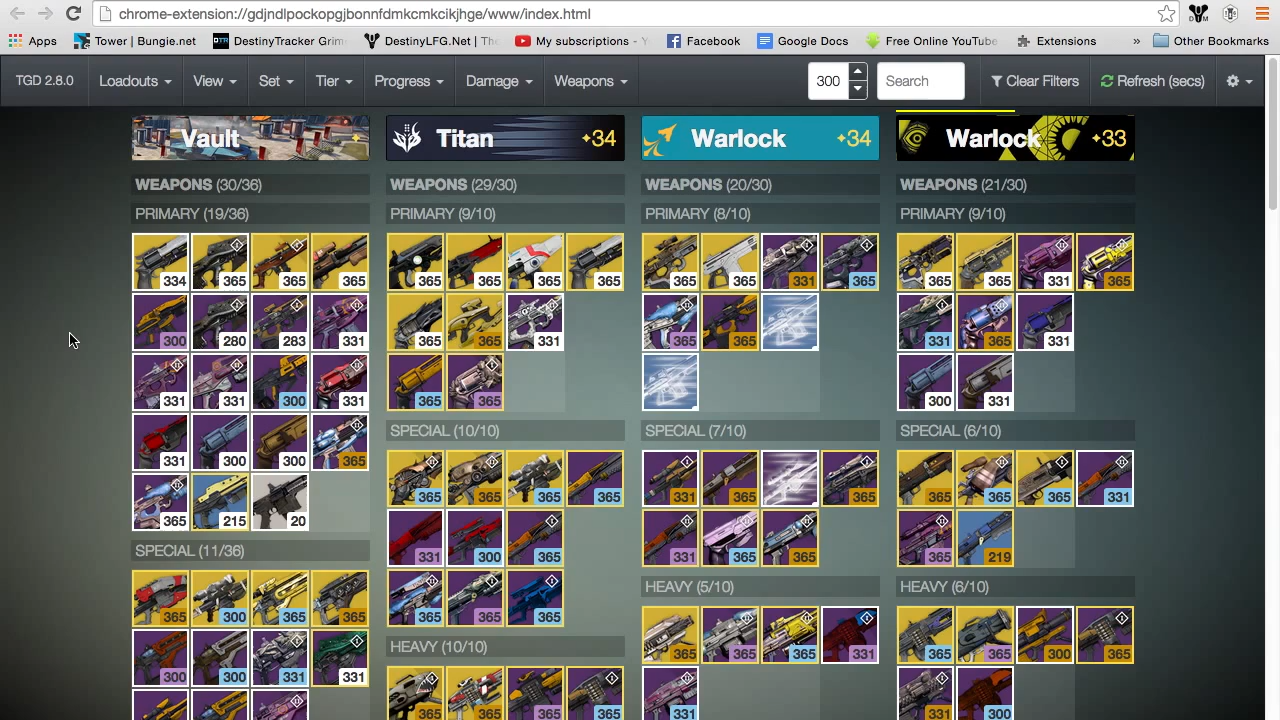 chrome-extension://gdjndlpockopgjbonnfdmkcmkcikjhge/www/index.html
Apps Tower | Bungie.net DestinyTracker Grim DestinyLFG.Net | The My subscriptions - Y Facebook Google Docs Free Online YouTube Extensions » Other Bookmarks
TGD 2.8.0 Loadouts View Set Tier Progress Damage Weapons 300 Search Clear Filters Refresh (secs)
Vault
WEAPONS (30/36)
PRIMARY (19/36)
334 365 365 365
300 280 283 331
331 331 300 331
331 300 300 365
365 215 20
SPECIAL (11/36)
365 300 365 365
300 300 331 331
Titan +34
WEAPONS (29/30)
PRIMARY (9/10)
365 365 365 365
365 365 331
365 365
SPECIAL (10/10)
365 365 365 365
331 300 365
365 365 365
HEAVY (10/10)
365 365 365 365
Warlock +34
WEAPONS (20/30)
PRIMARY (8/10)
365 365 331 365
365 365
SPECIAL (7/10)
331 365 365
331 365 365
HEAVY (5/10)
365 365 365 331
331
Warlock +33
WEAPONS (21/30)
PRIMARY (9/10)
365 365 331 365
331 365 331
300 331
SPECIAL (6/10)
365 365 365 331
365 219
HEAVY (6/10)
365 365 300 365
331 300